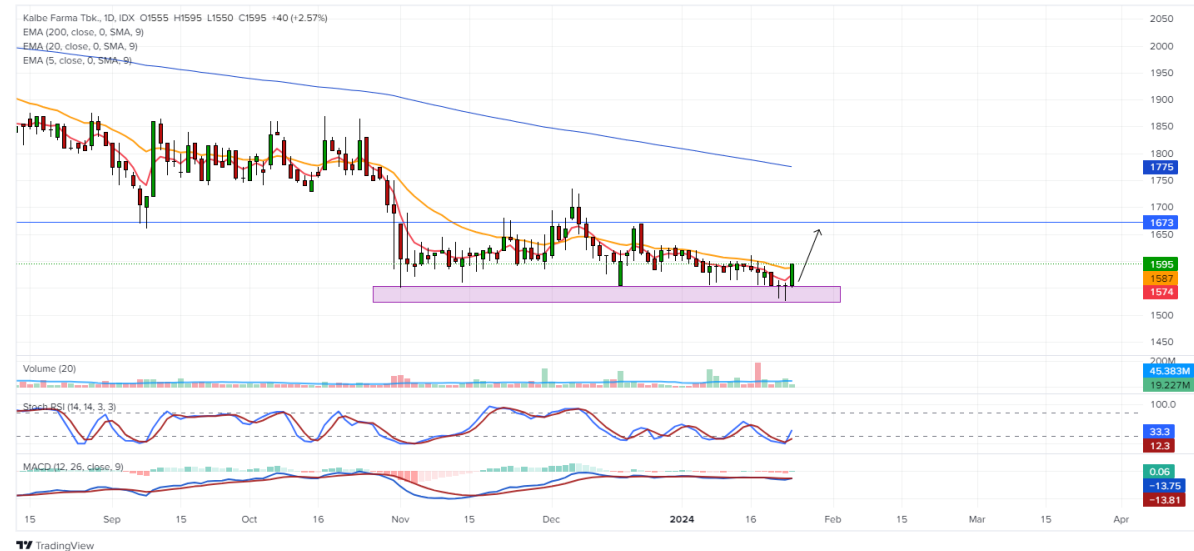 Kalbe Farma Tbk., 1D, IDX O1555 H1595 L1550 C1595 +40 (+2.57%)
EMA (200, close, 0, SMA, 9)
EMA (20, close, 0, SMA, 9)
EMA (5, close, 0, SMA, 9)
2050
2000
1950
1900
1850
1800
1775
1750
1700
1673
1650
1595
1587
1574
1500
1450
Volume (20)
200M
45.383M
19.227M
Stoch RSI (14, 14, 3, 3)
100.0
33.3
12.3
MACD (12, 26, close, 9)
0.06
−13.75
−13.81
15 Sep 15 Oct 16 Nov 15 Dec 2024 16 Feb 15 Mar 15 Apr
TradingView